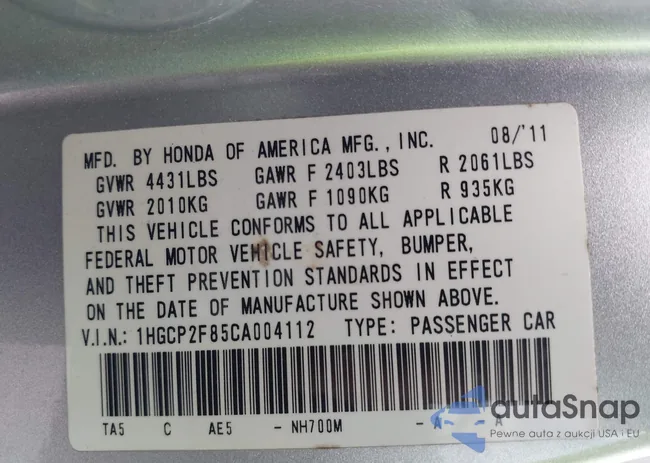 MFD. BY HONDA OF AMERICA MFG., INC. 08/'11
GVWR 4431LBS GAWR F 2403LBS R 2061LBS
GVWR 2010KG GAWR F 1090KG R 935KG
THIS VEHICLE CONFORMS TO ALL APPLICABLE
FEDERAL MOTOR VEHICLE SAFETY, BUMPER,
AND THEFT PREVENTION STANDARDS IN EFFECT
ON THE DATE OF MANUFACTURE SHOWN ABOVE.
V.I.N.: 1HGCP2F85CA004112 TYPE: PASSENGER CAR
TA5 C AE5 - NH700M - A A
autaSnap
Pewne auta z aukcji USA i EU